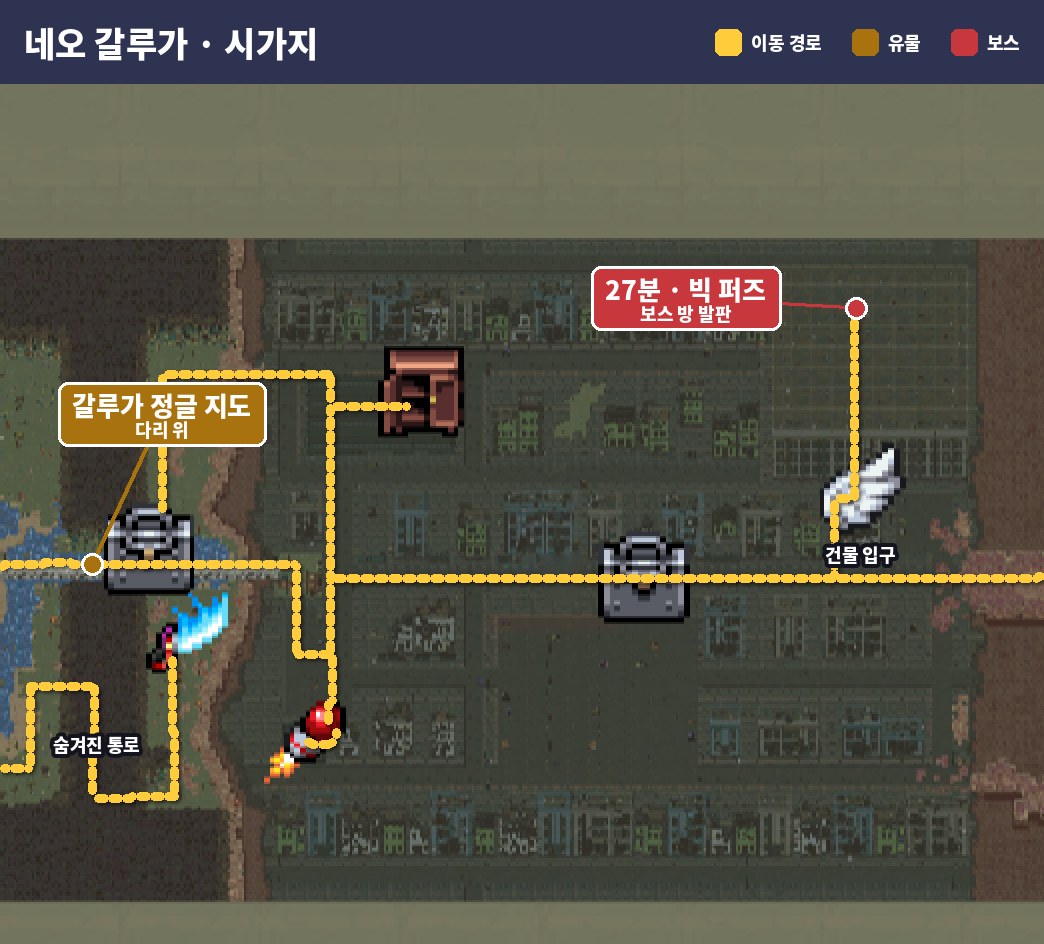 네오 갈루가 · 시가지
이동 경로
유물
보스
27분 · 빅 퍼즈
보스 방 발판
갈루가 정글 지도
다리 위
건물 입구
숨겨진 통로